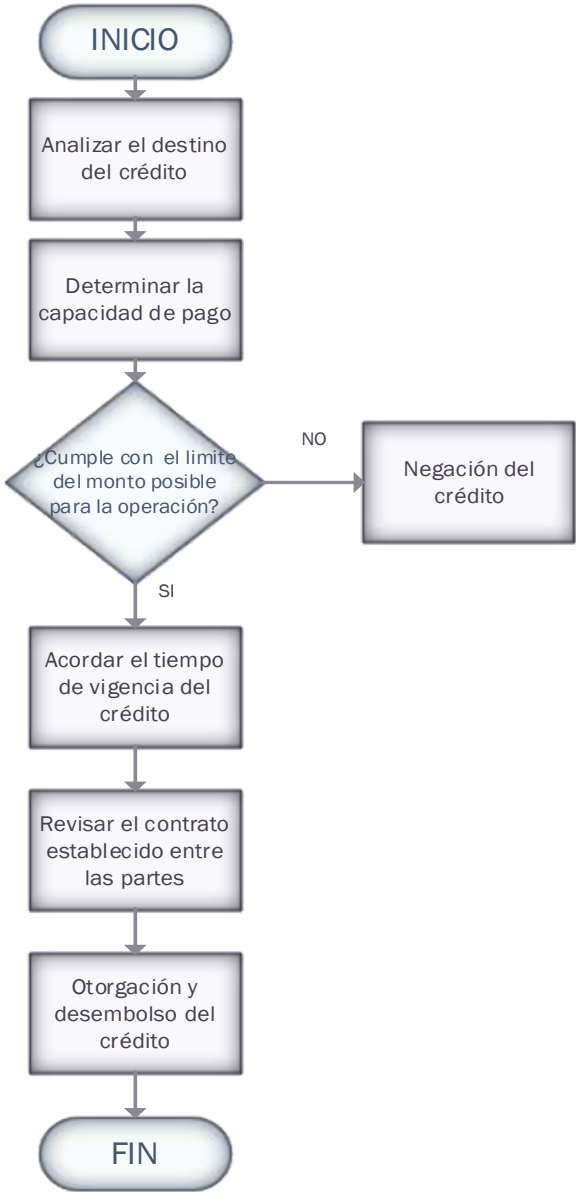 INICIO
Analizar el destino
del crédito
Determinar la
capacidad de pago
¿Cumple con el limite
del monto posible
para la operación?
NO
Negación del
crédito
SI
Acordar el tiempo
de vigencia del
crédito
Revisar el contrato
establecido entre
las partes
Otorgación y
desembolso del
crédito
FIN